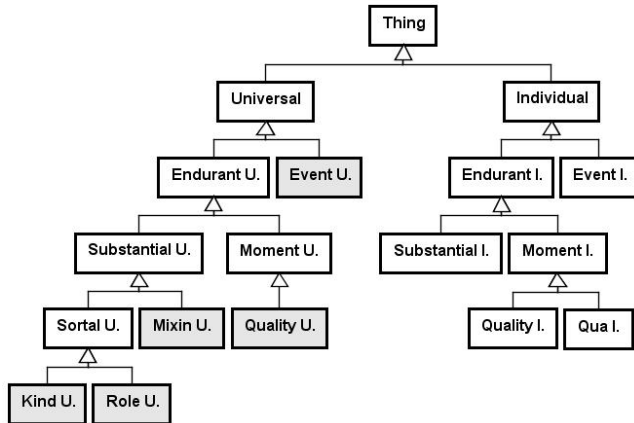 Thing
Universal
Individual
Endurant U.
Event U.
Endurant I.
Event I.
Substantial U.
Moment U.
Substantial I.
Moment I.
Sortal U.
Mixin U.
Quality U.
Quality I.
Qua I.
Kind U.
Role U.